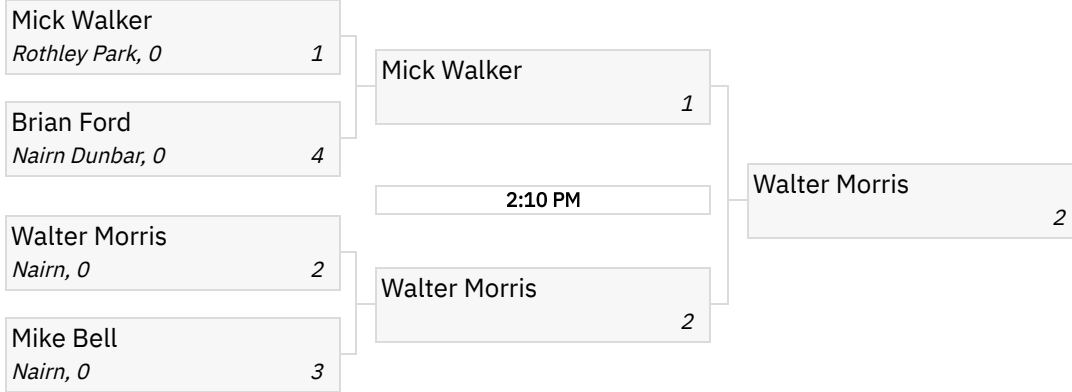 Mick Walker
Rothley Park, 0 1
Brian Ford
Nairn Dunbar, 0 4
Walter Morris
Nairn, 0 2
Mike Bell
Nairn, 0 3
Mick Walker
1
2:10 PM
Walter Morris
2
Walter Morris
2